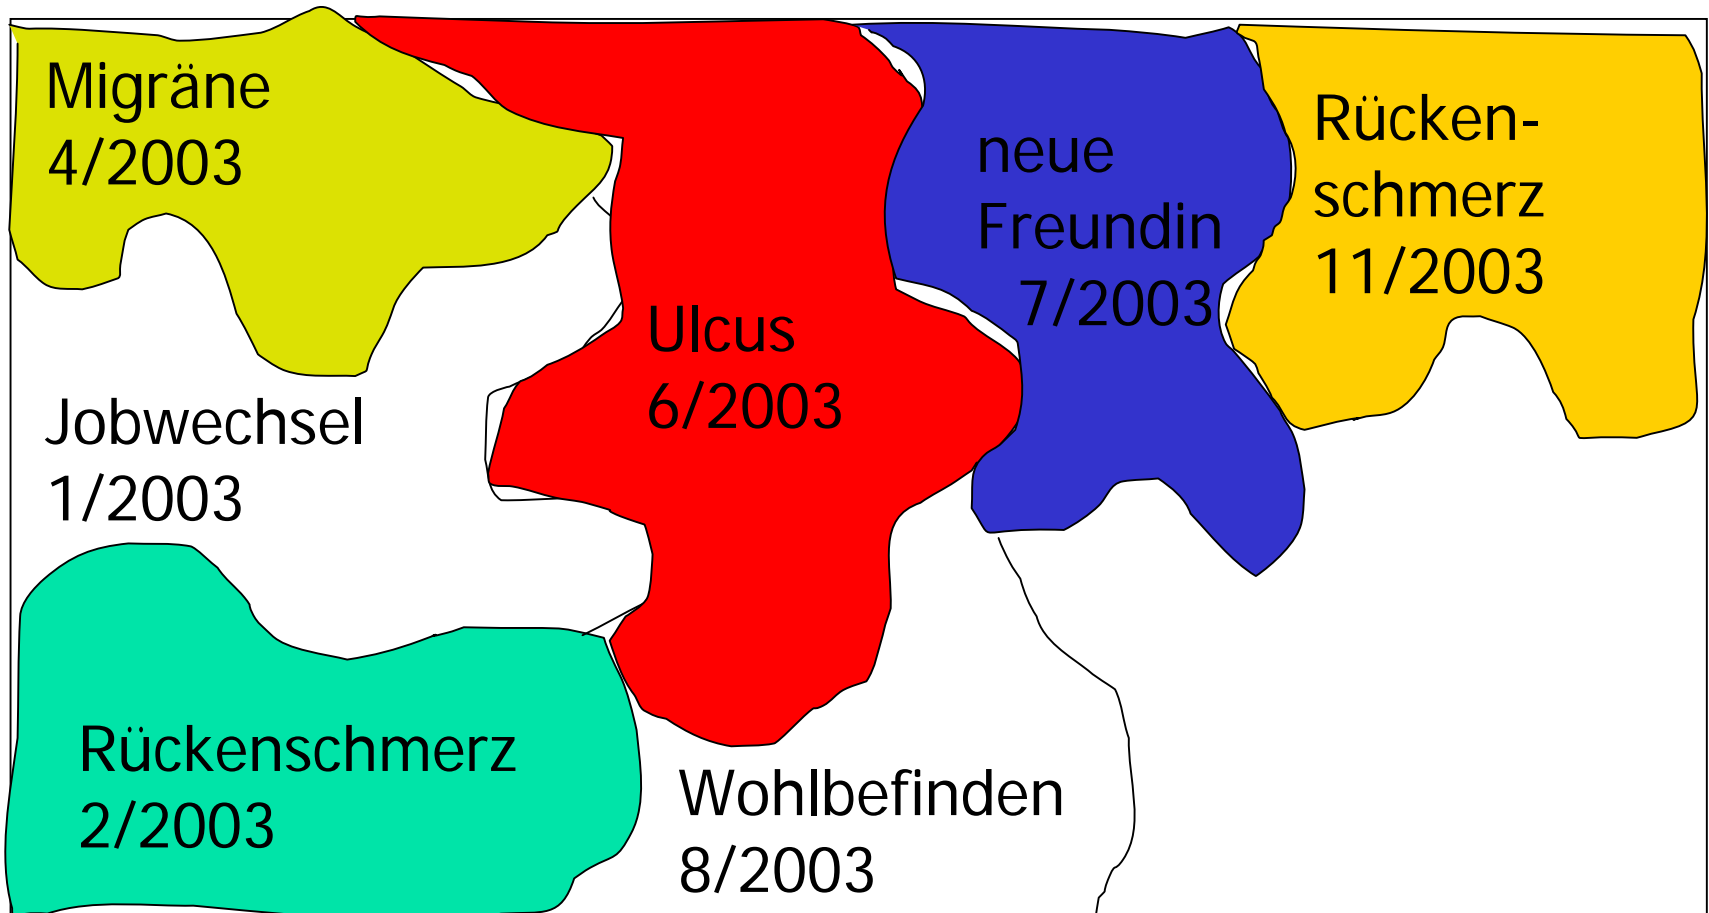 Migräne
4/2003
Jobwechsel
1/2003
Rückenschmerz
2/2003
Ulcus
6/2003
Wohlbefinden
8/2003
neue
Freundin
7/2003
Rücken-
schmerz
11/2003